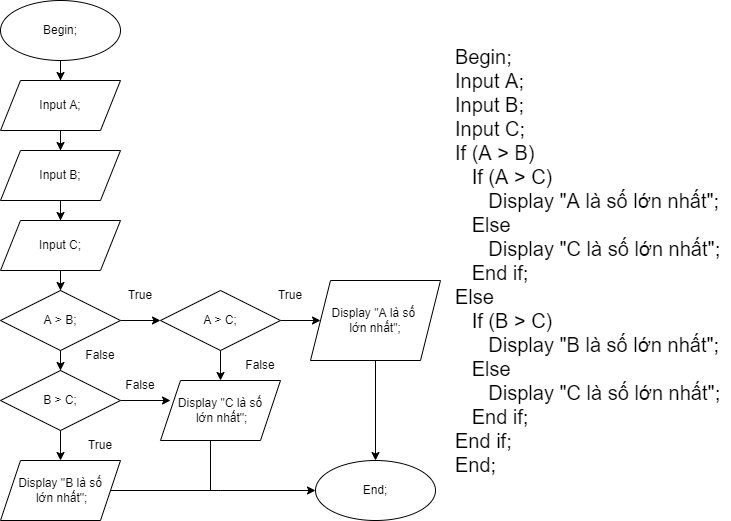 Begin;
Input A;
Input B;
Input C;
A > B;
True
A > C;
True
Display "A là số
lớn nhất";
False
False
B > C;
False
Display "C là số
lớn nhất";
True
Display "B là số
lớn nhất";
End;
Begin;
Input A;
Input B;
Input C;
If (A > B)
If (A > C)
Display "A là số lớn nhất";
Else
Display "C là số lớn nhất";
End if;
Else
If (B > C)
Display "B là số lớn nhất";
Else
Display "C là số lớn nhất";
End if;
End if;
End;